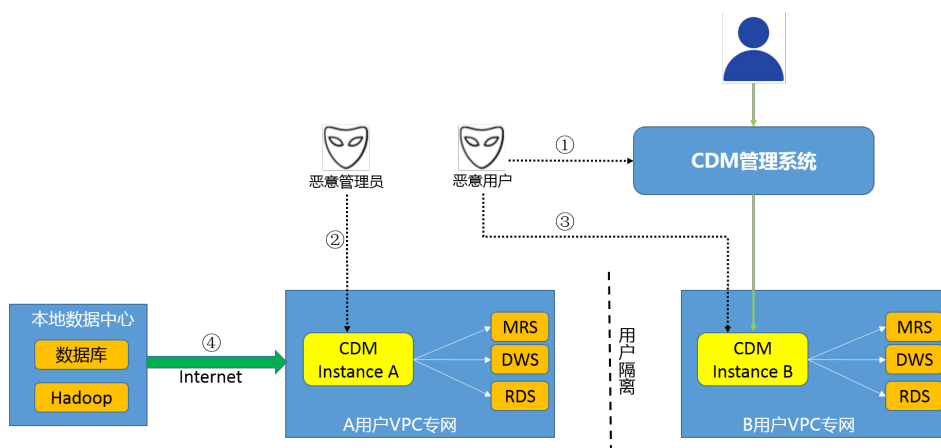 CDM管理系统
①
恶意管理员
恶意用户
②
③
本地数据中心
数据库
Hadoop
④
Internet
CDM
Instance A
MRS
DWS
RDS
A用户VPC专网
用户隔离
CDM
Instance B
MRS
DWS
RDS
B用户VPC专网